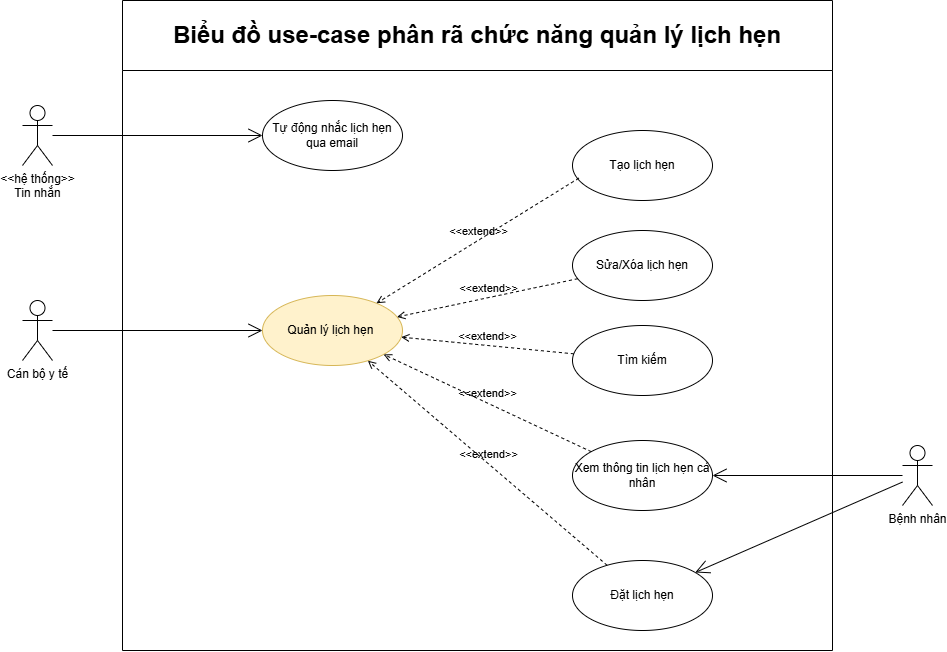 Biểu đồ use-case phân rã chức năng quản lý lịch hẹn
<<hệ thống>>
Tin nhắn
Tự động nhắc lịch hẹn
qua email
Tạo lịch hẹn
<<extend>>
Sửa/Xóa lịch hẹn
<<extend>>
Cán bộ y tế
Quản lý lịch hẹn
<<extend>>
Tìm kiếm
<<extend>>
Xem thông tin lịch hẹn cá
nhân
<<extend>>
Bệnh nhân
Đặt lịch hẹn